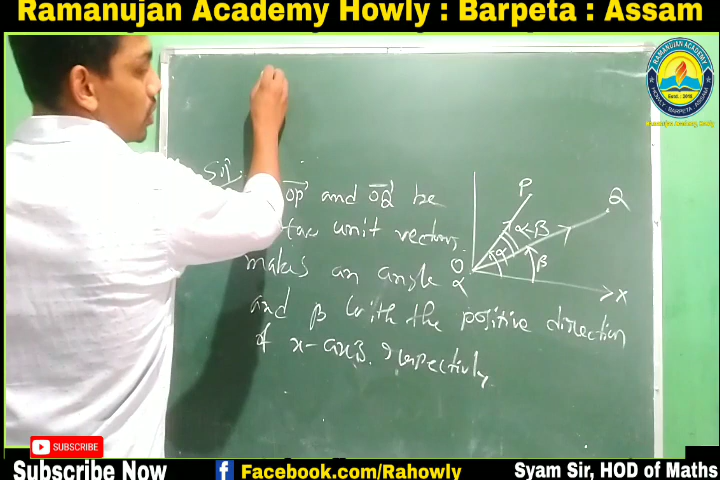 Ramanujan Academy Howly : Barpeta : Assam
RAMANUJAN ACADEMY
Estd. : 2016
HOWLY, BARPETA, ASSAM
Ramanujan Academy, Howly
Sol^n
OP and OQ be
two unit vectors
makes an angle α
and β with the positive direction
of x-axis respectively
P
Q
α-β
α
β
O
X
SUBSCRIBE
Subscribe Now
f Facebook.com/Rahowly
Syam Sir, HOD of Maths